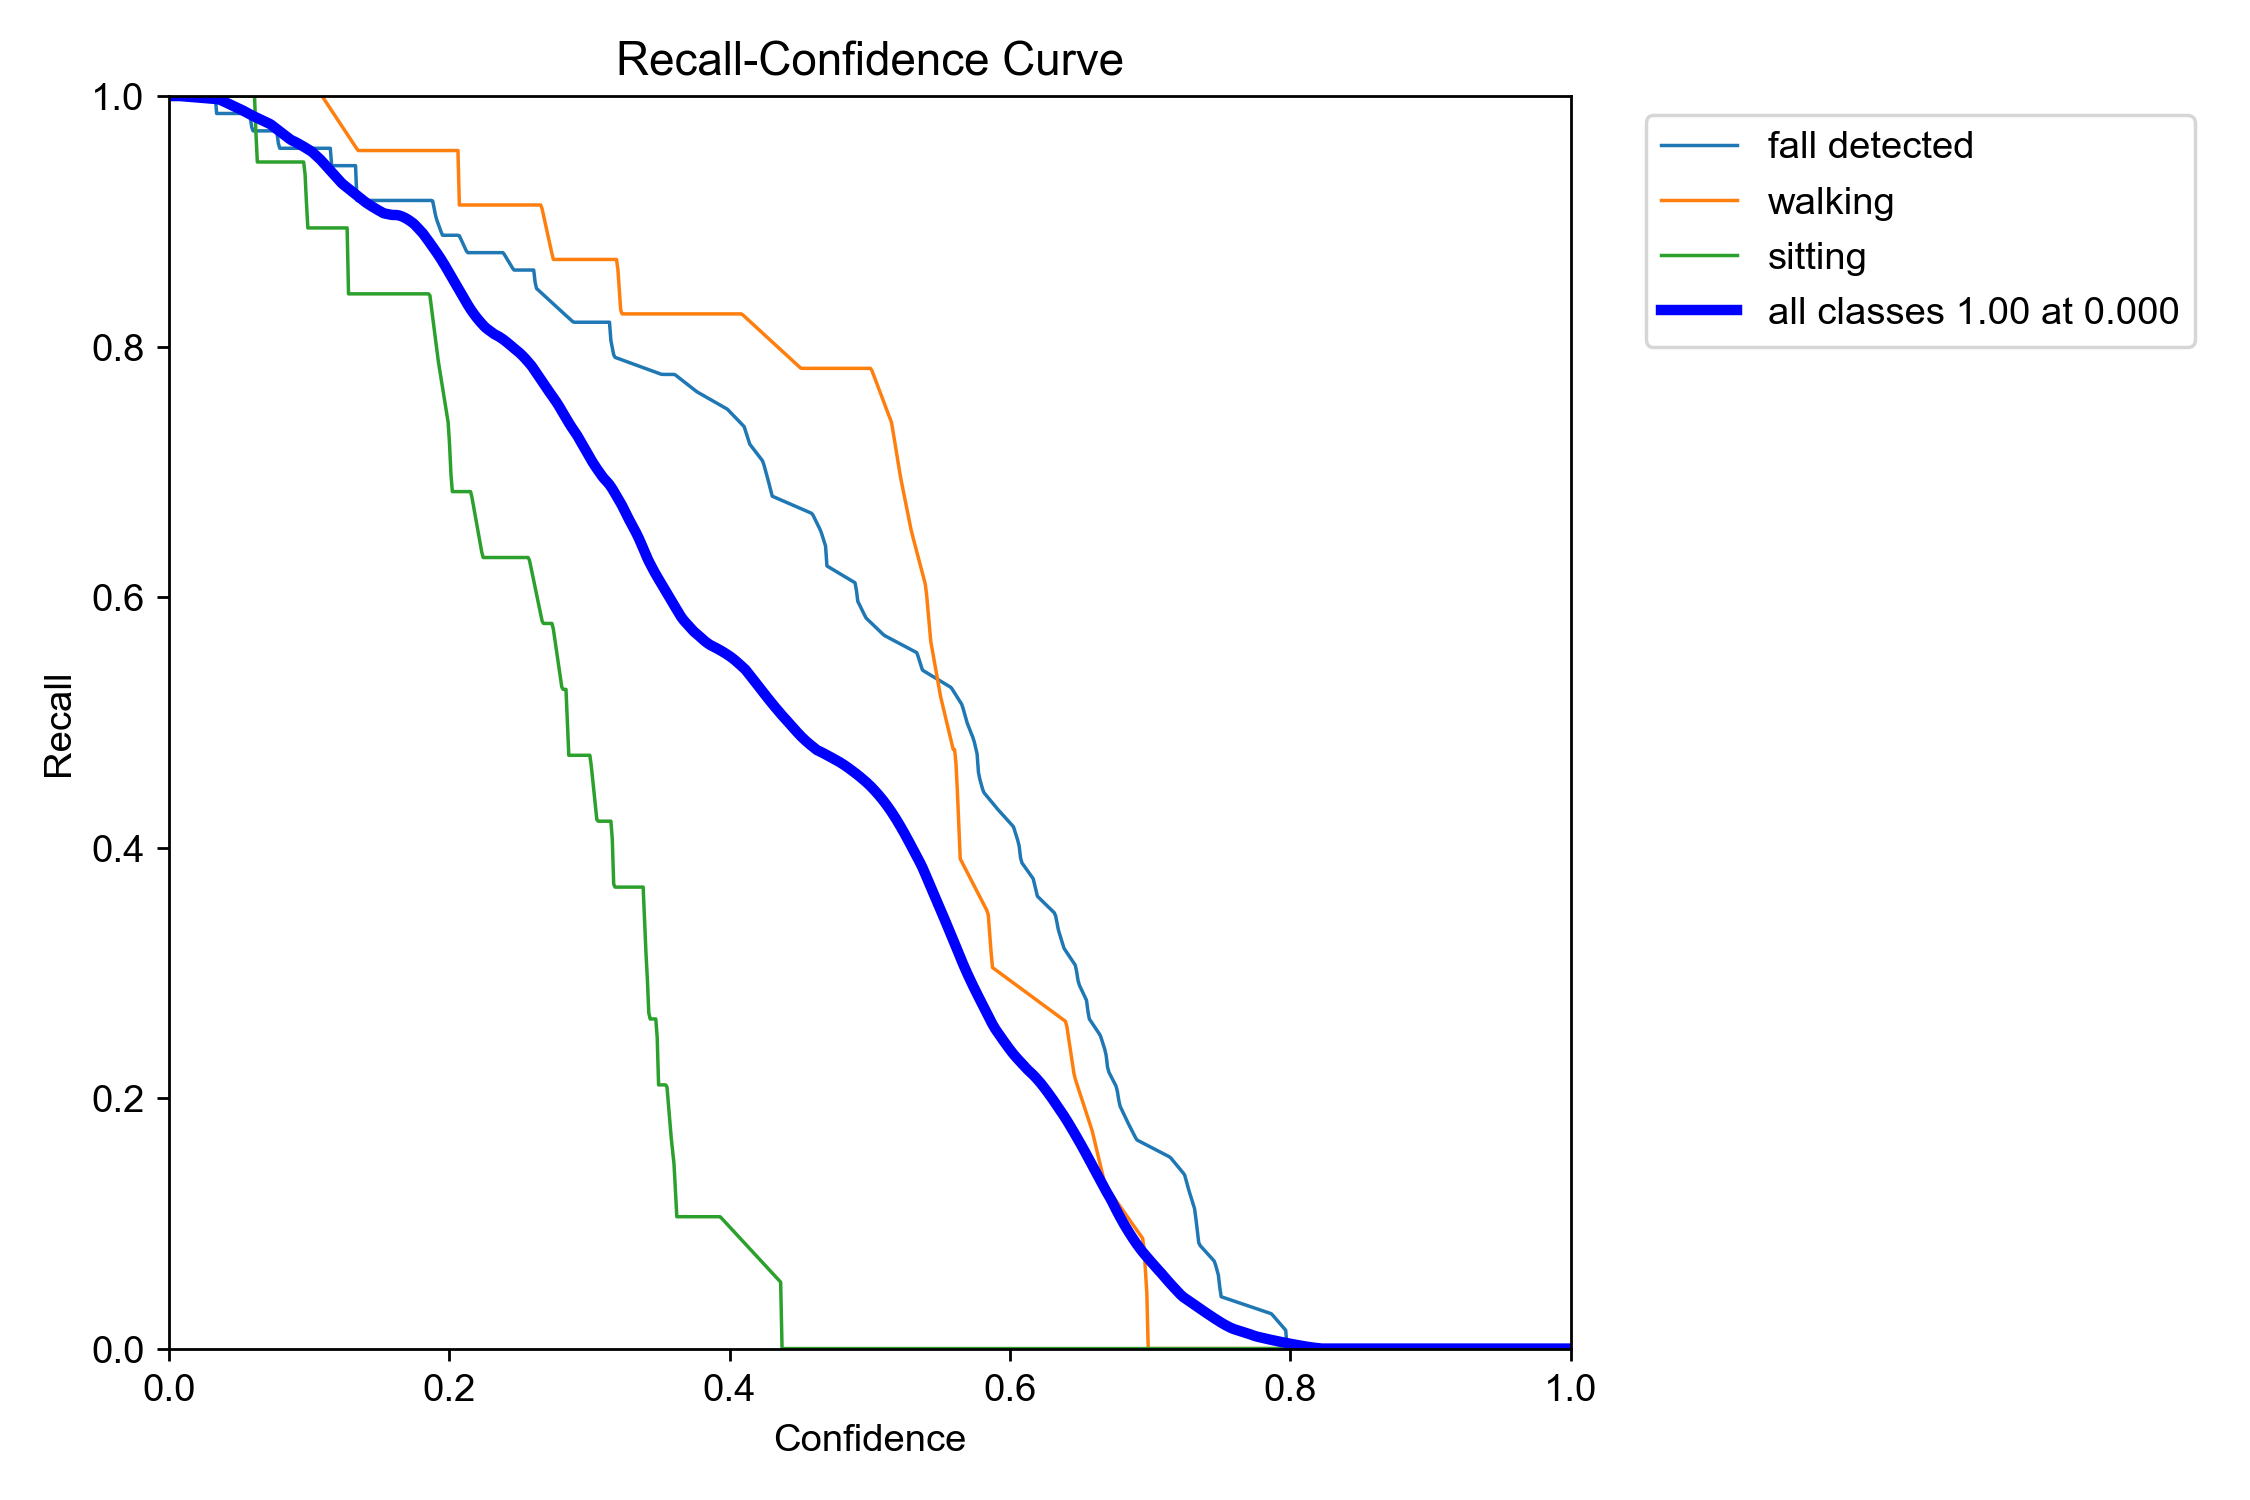 Recall-Confidence Curve
1.0
0.8
0.6
0.4
0.2
0.0
Recall
0.0 0.2 0.4 0.6 0.8 1.0
Confidence
fall detected
walking
sitting
all classes 1.00 at 0.000